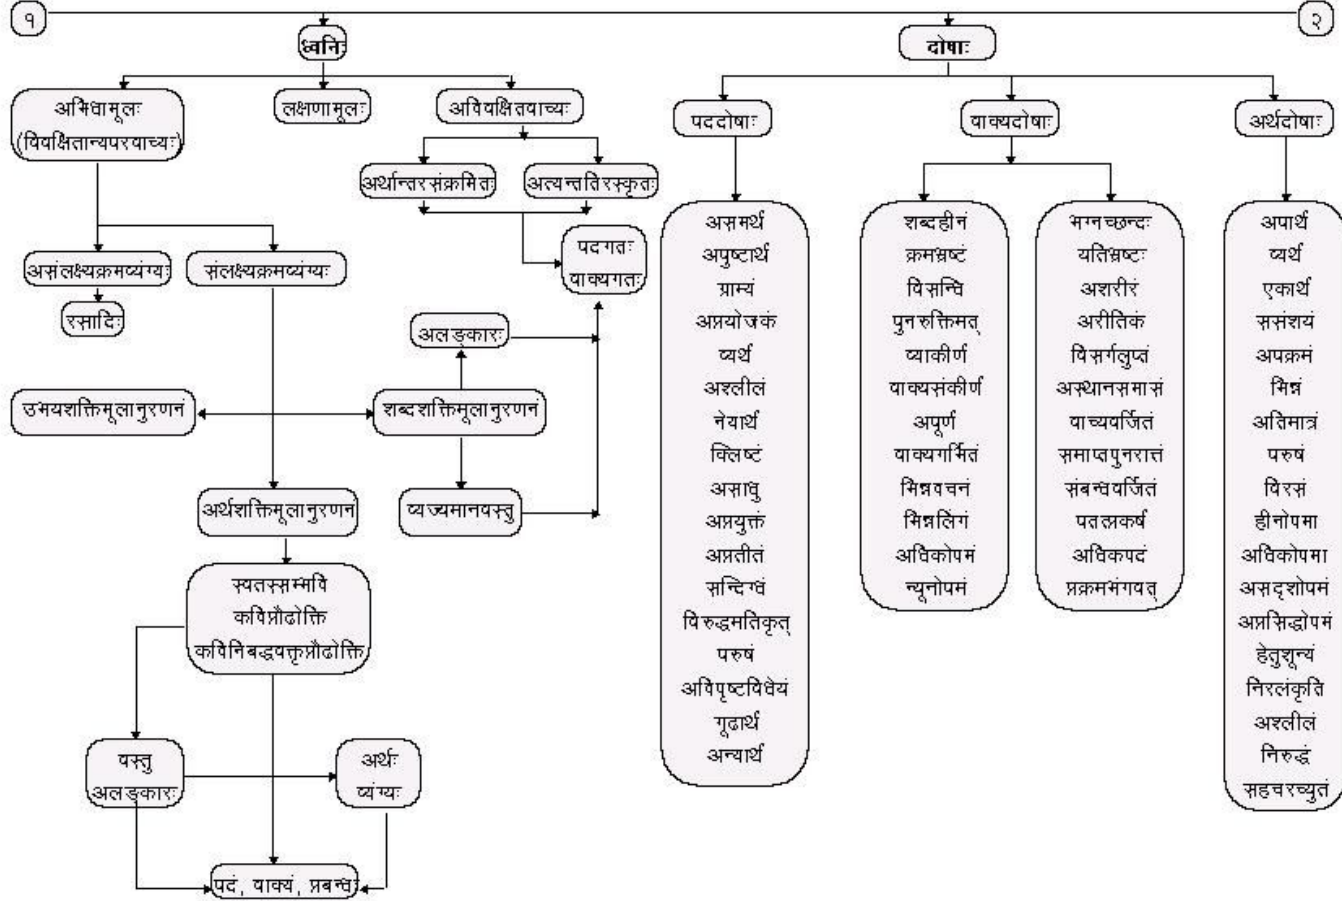 १
२
ध्वनिः
दोषाः
अभिधामूलः
(विवक्षितान्यपरवाच्यः)
लक्षणामूलः
अविवक्षितवाच्यः
अर्थान्तरसंक्रमितः
अत्यन्ततिरस्कृतः
पदगतः
वाक्यगतः
असंलक्ष्यक्रमव्यंग्यः
संलक्ष्यक्रमव्यंग्यः
रसादिः
अलङ्कारः
उभयशक्तिमूलानुरणनं
शब्दशक्तिमूलानुरणनं
अर्थशक्तिमूलानुरणन
व्यज्यमानवस्तु
स्वतस्सम्भवि
कविप्रौढोक्ति
कविनिबद्धवक्तृप्रौढोक्ति
वस्तु
अलङ्कारः
अर्थः
व्यंग्यः
पदं, वाक्यं, प्रबन्धः
पददोषाः
वाक्यदोषाः
अर्थदोषाः
असमर्थ
अपुष्टार्थ
ग्राम्यं
अप्रयोजकं
व्यर्थ
अश्लीलं
नेयार्थ
क्लिष्टं
असाधु
अप्रयुक्तं
अप्रतीतं
सन्दिग्धं
विरुद्धमतिकृत्
परुषं
अविपृष्टविधेयं
गूढार्थ
अन्यार्थ
शब्दहीनं
क्रमभ्रष्टं
विसन्धि
पुनरुक्तिमत्
व्याकीर्ण
वाक्यसंकीर्ण
अपूर्ण
वाक्यगर्भितं
भिन्नवचनं
भिन्नलिंगं
अधिकोपमं
न्यूनोपमं
भग्नच्छन्दः
यतिभ्रष्टः
अशरीरं
अरीतिकं
विसर्गलुप्तं
अस्थानसमासं
वाच्यवर्जितं
समाप्तपुनरात्तं
संबन्धवर्जितं
पतत्प्रकर्ष
अधिकपदं
प्रक्रमभंगवत्
अपार्थ
व्यर्थ
एकार्थ
ससंशयं
अपक्रमं
भिन्नं
अतिमात्रं
परुषं
विरसं
हीनोपमा
अधिकोपमा
असदृशोपमं
अप्रसिद्धोपमं
हेतुशून्यं
निरलंकृति
अश्लीलं
निरुद्धं
सहचरच्युतं